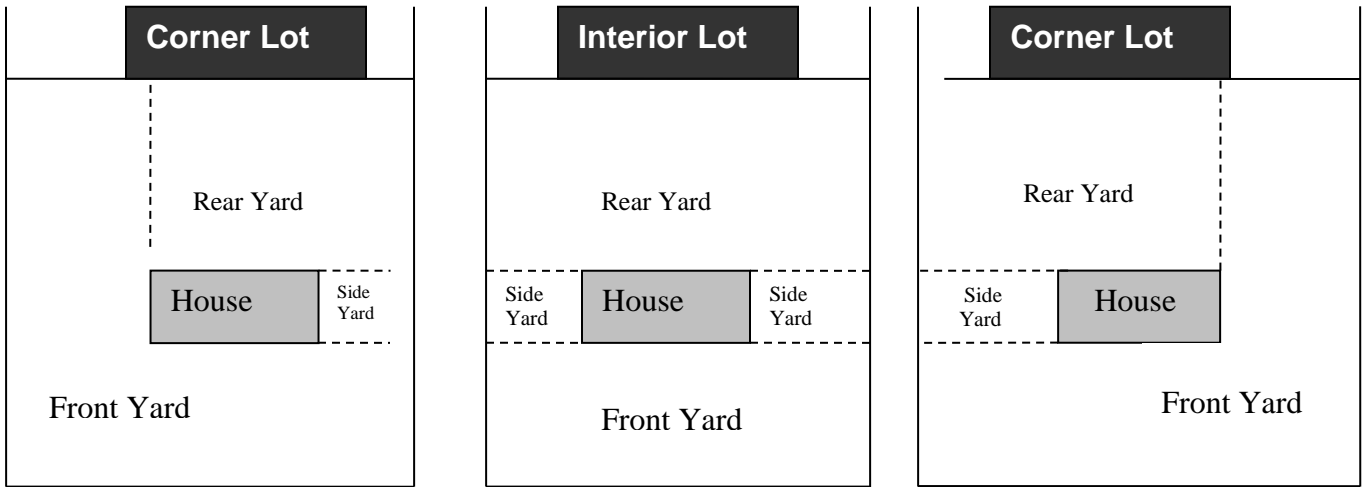 Corner Lot
Rear Yard
House
Side
Yard
Front Yard
Interior Lot
Rear Yard
Side
Yard
House
Side
Yard
Front Yard
Corner Lot
Rear Yard
Side
Yard
House
Front Yard